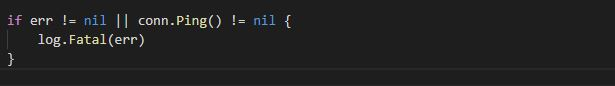 if err != nil || conn.Ping() != nil {
    log.Fatal(err)
}